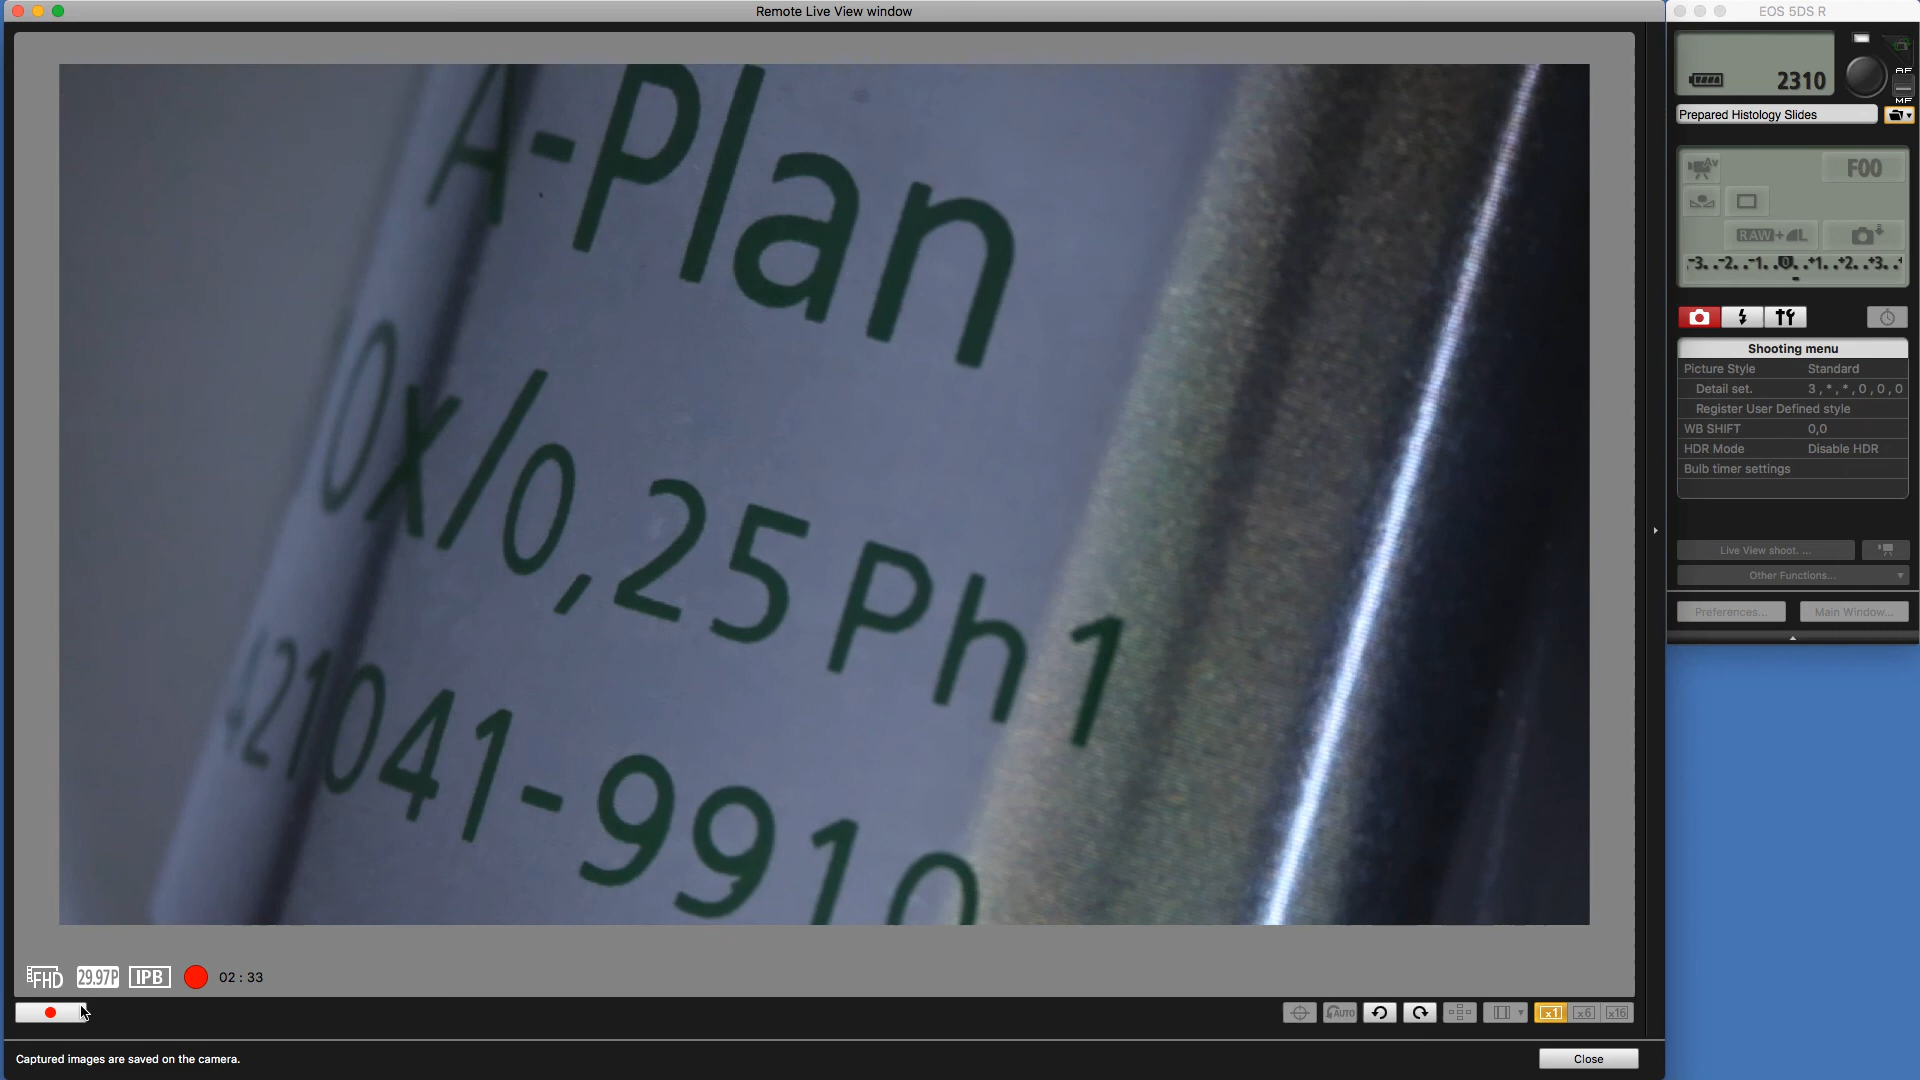 Remote Live View window
A-Plan
0x/0,25 Ph1
421041-9910
FHD 29.97P IPB 02 : 33
x1 x6 x16
AUTO
Captured images are saved on the camera.
Close
EOS 5DS R
2310
AF
MF
Prepared Histology Slides
Av
F00
RAW+L
-3..-2..-1..0..+1..+2..+3..+
Shooting menu
Picture Style Standard
Detail set. 3 , * , * , 0 , 0 , 0
Register User Defined style
WB SHIFT 0,0
HDR Mode Disable HDR
Bulb timer settings
Live View shoot. ...
Other Functions...
Preferences...
Main Window...